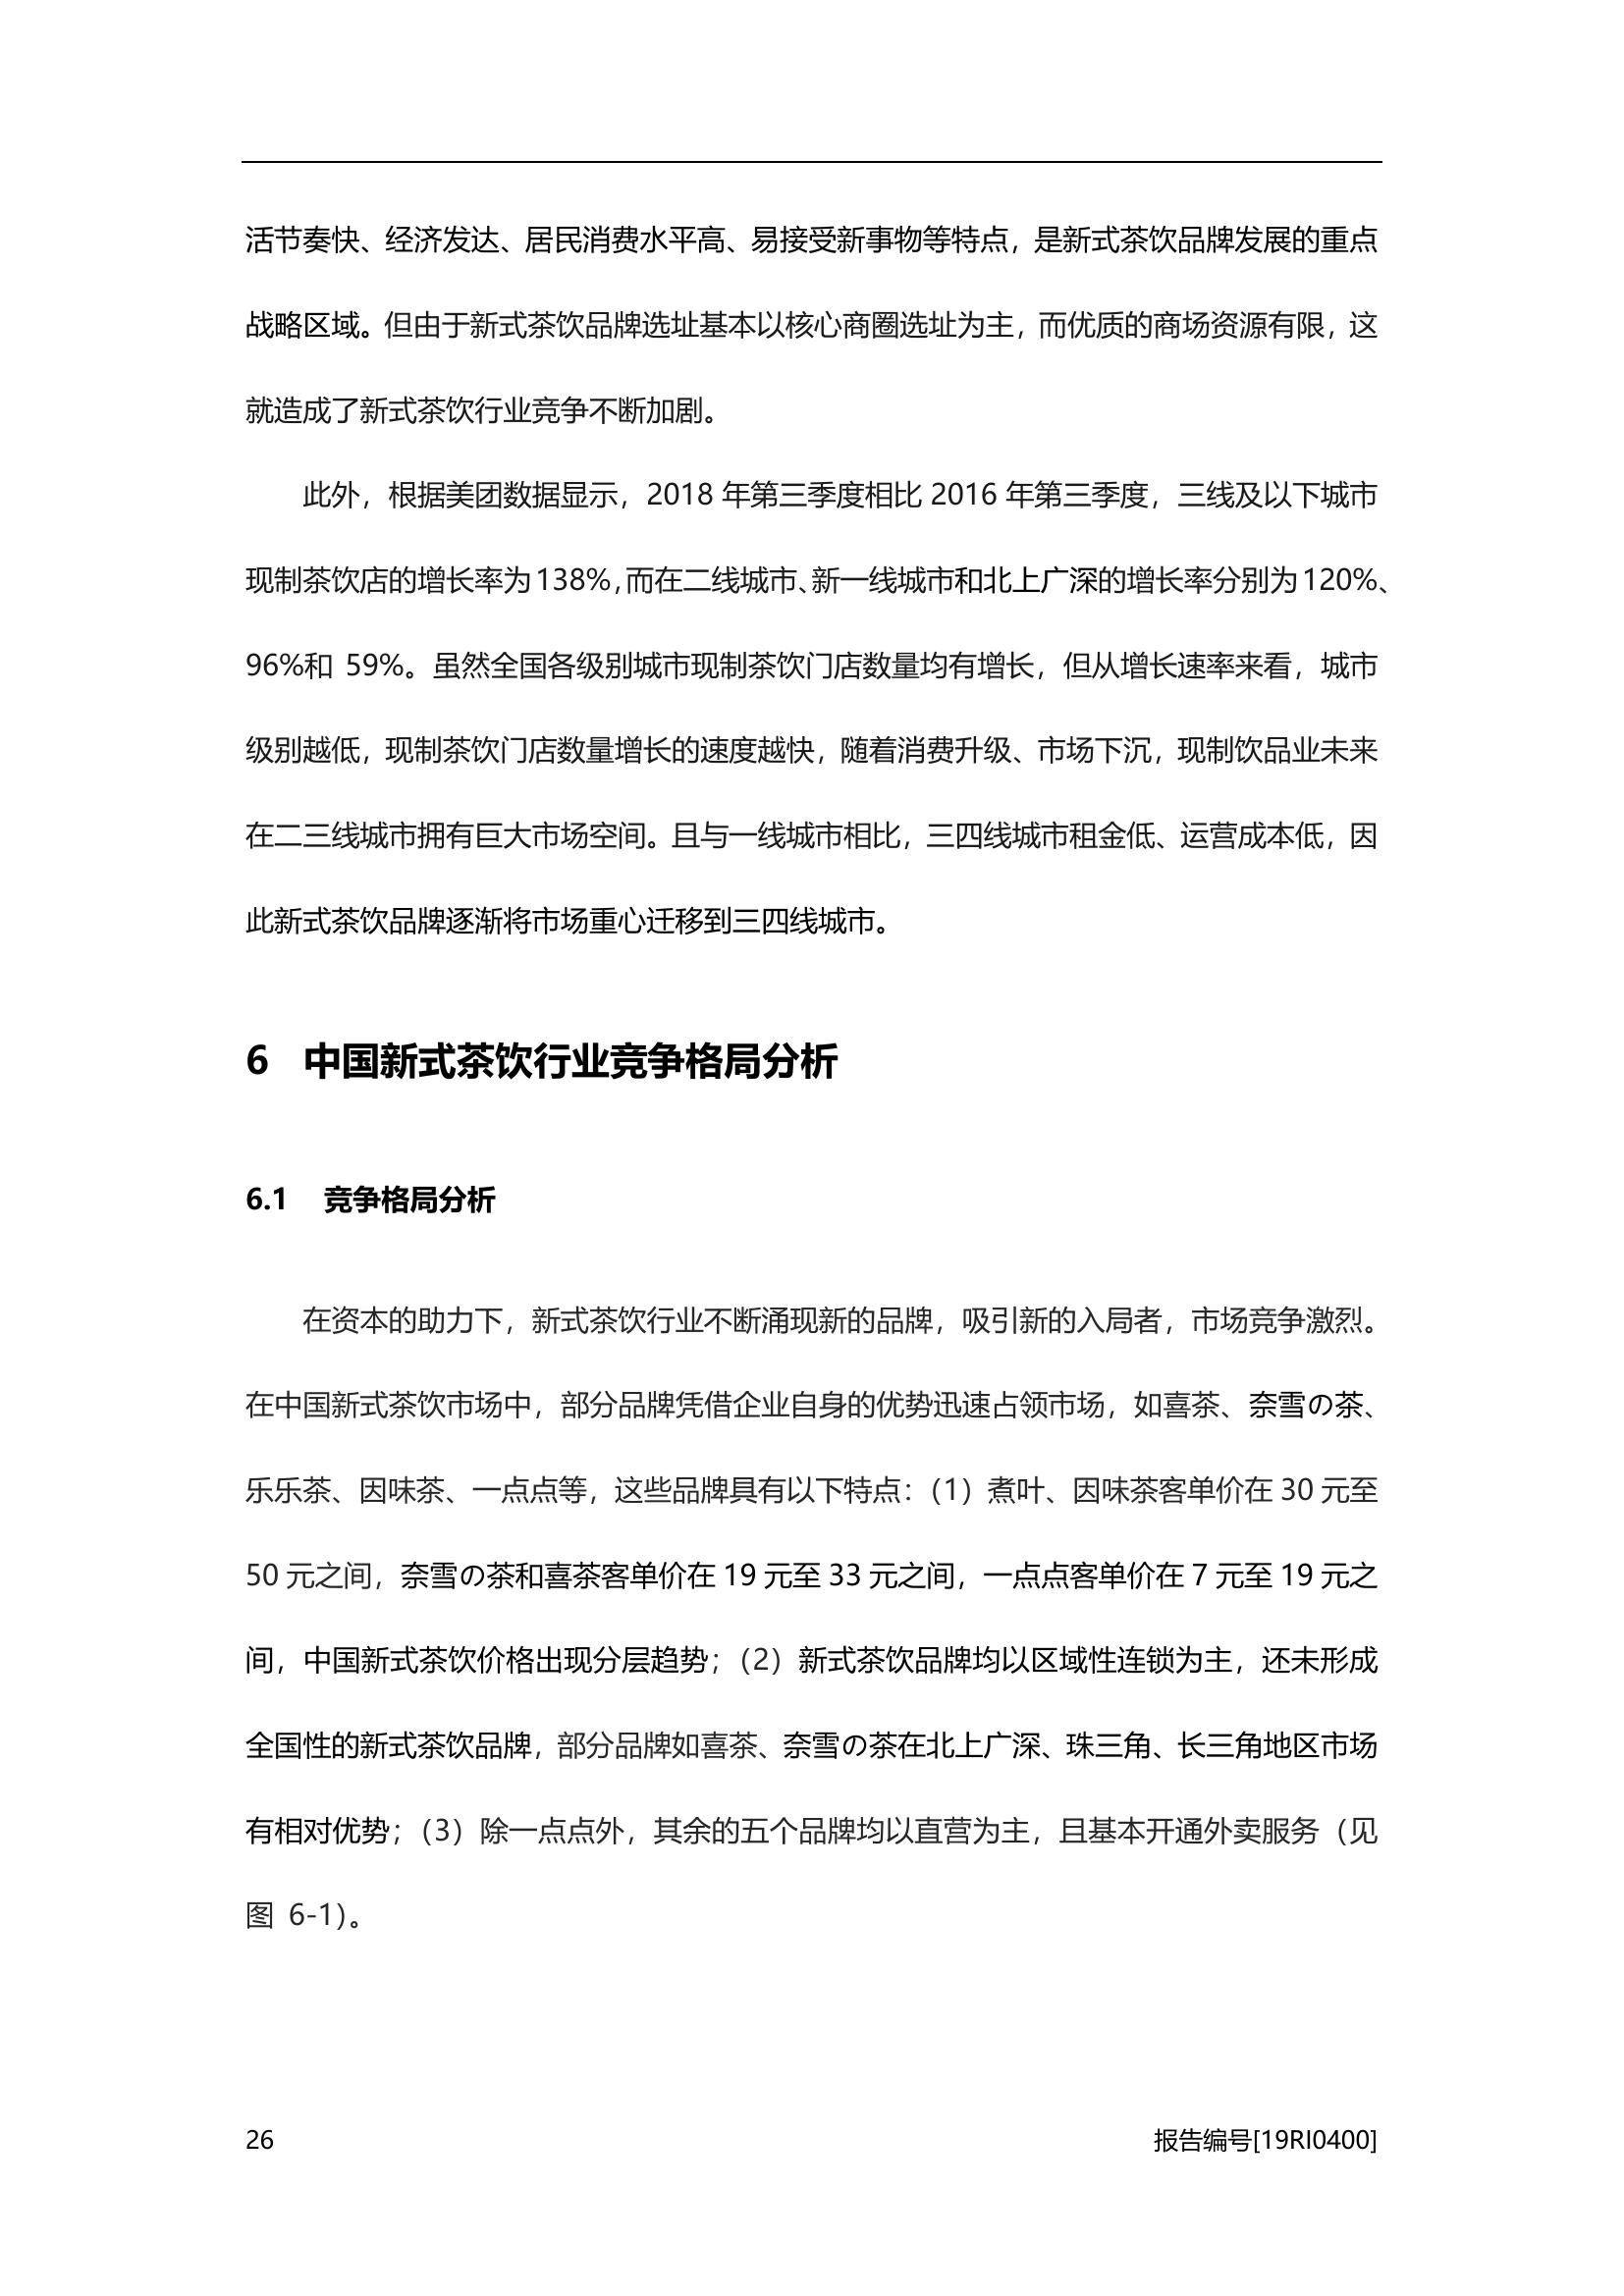 活节奏快、经济发达、居民消费水平高、易接受新事物等特点，是新式茶饮品牌发展的重点
战略区域。但由于新式茶饮品牌选址基本以核心商圈选址为主，而优质的商场资源有限，这
就造成了新式茶饮行业竞争不断加剧。
此外，根据美团数据显示，2018 年第三季度相比 2016 年第三季度，三线及以下城市
现制茶饮店的增长率为 138%，而在二线城市、新一线城市和北上广深的增长率分别为 120%、
96%和 59%。虽然全国各级别城市现制茶饮门店数量均有增长，但从增长速率来看，城市
级别越低，现制茶饮门店数量增长的速度越快，随着消费升级、市场下沉，现制饮品业未来
在二三线城市拥有巨大市场空间。且与一线城市相比，三四线城市租金低、运营成本低，因
此新式茶饮品牌逐渐将市场重心迁移到三四线城市。
6 中国新式茶饮行业竞争格局分析
6.1 竞争格局分析
在资本的助力下，新式茶饮行业不断涌现新的品牌，吸引新的入局者，市场竞争激烈。
在中国新式茶饮市场中，部分品牌凭借企业自身的优势迅速占领市场，如喜茶、奈雪の茶、
乐乐茶、因味茶、一点点等，这些品牌具有以下特点：（1）煮叶、因味茶客单价在 30 元至
50 元之间，奈雪の茶和喜茶客单价在 19 元至 33 元之间，一点点客单价在 7 元至 19 元之
间，中国新式茶饮价格出现分层趋势；（2）新式茶饮品牌均以区域性连锁为主，还未形成
全国性的新式茶饮品牌，部分品牌如喜茶、奈雪の茶在北上广深、珠三角、长三角地区市场
有相对优势；（3）除一点点外，其余的五个品牌均以直营为主，且基本开通外卖服务（见
图 6-1）。
26 报告编号[19RI0400]